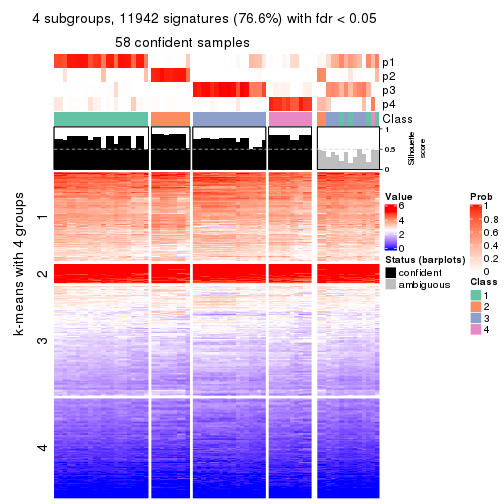 4 subgroups, 11942 signatures (76.6%) with fdr < 0.05
58 confident samples
p1
p2
p3
p4
Class
1
0.5
0
Silhouette
score
k-means with 4 groups
1
2
3
4
Value
6
4
2
0
Status (barplots)
confident
ambiguous
Prob
1
0.8
0.6
0.4
0.2
0
Class
1
2
3
4